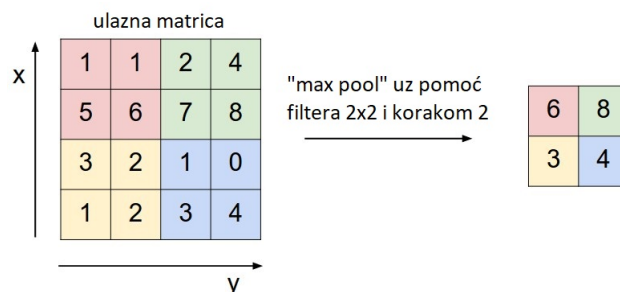 ulazna matrica
x
1 1 2 4
5 6 7 8
3 2 1 0
1 2 3 4
y
"max pool" uz pomoć
filtera 2x2 i korakom 2
6 8
3 4